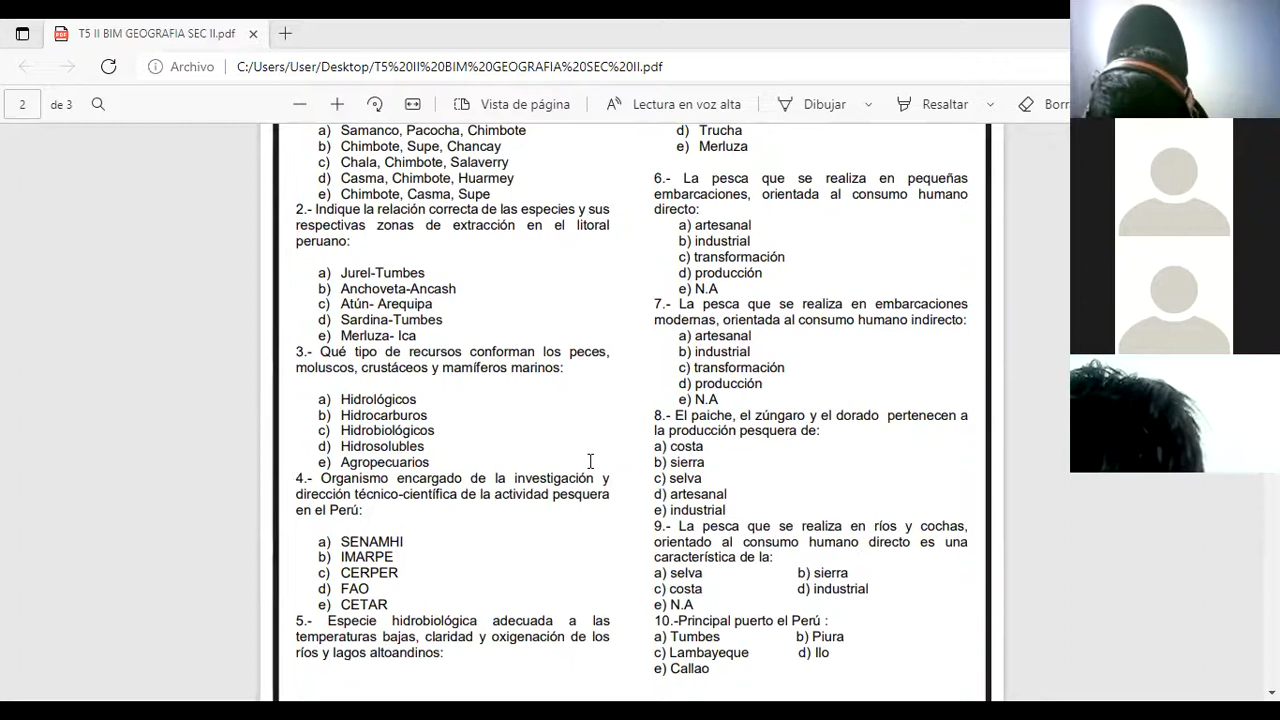 T5 II BIM GEOGRAFIA SEC II.pdf
Archivo
C:/Users/User/Desktop/T5%20II%20BIM%20GEOGRAFIA%20SEC%20II.pdf
2
de 3
Vista de página
Lectura en voz alta
Dibujar
Resaltar
Borr
a) Samanco, Pacocha, Chimbote
b) Chimbote, Supe, Chancay
c) Chala, Chimbote, Salaverry
d) Casma, Chimbote, Huarmey
e) Chimbote, Casma, Supe
2.- Indique la relación correcta de las especies y sus
respectivas zonas de extracción en el litoral
peruano:
a) Jurel-Tumbes
b) Anchoveta-Ancash
c) Atún- Arequipa
d) Sardina-Tumbes
e) Merluza- Ica
3.- Qué tipo de recursos conforman los peces,
moluscos, crustáceos y mamíferos marinos:
a) Hidrológicos
b) Hidrocarburos
c) Hidrobiológicos
d) Hidrosolubles
e) Agropecuarios
4.- Organismo encargado de la investigación y
dirección técnico-científica de la actividad pesquera
en el Perú:
a) SENAMHI
b) IMARPE
c) CERPER
d) FAO
e) CETAR
5.- Especie hidrobiológica adecuada a las
temperaturas bajas, claridad y oxigenación de los
ríos y lagos altoandinos:
d) Trucha
e) Merluza
6.- La pesca que se realiza en pequeñas
embarcaciones, orientada al consumo humano
directo:
a) artesanal
b) industrial
c) transformación
d) producción
e) N.A
7.- La pesca que se realiza en embarcaciones
modernas, orientada al consumo humano indirecto:
a) artesanal
b) industrial
c) transformación
d) producción
e) N.A
8.- El paiche, el zúngaro y el dorado pertenecen a
la producción pesquera de:
a) costa
b) sierra
c) selva
d) artesanal
e) industrial
9.- La pesca que se realiza en ríos y cochas,
orientado al consumo humano directo es una
característica de la:
a) selva b) sierra
c) costa d) industrial
e) N.A
10.-Principal puerto el Perú :
a) Tumbes b) Piura
c) Lambayeque d) Ilo
e) Callao